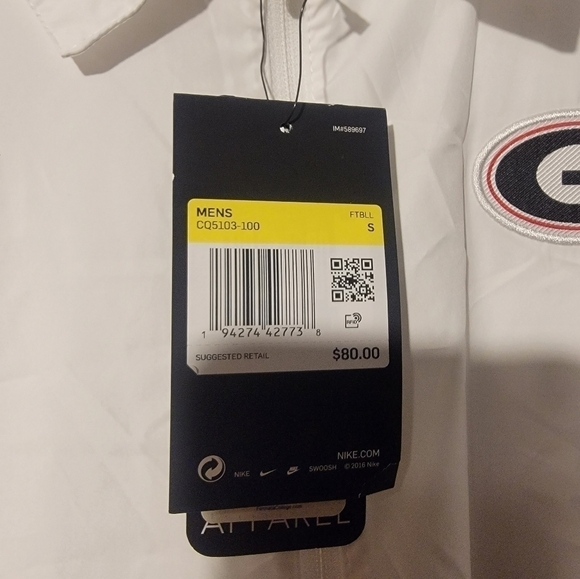 IM#589697
MENS FTBLL
CQ5103-100 S
1 94274 42773 8
RFID
SUGGESTED RETAIL $80.00
NIKE.COM
NIKE SWOOSH © 2016 Nike
APPAREL
G